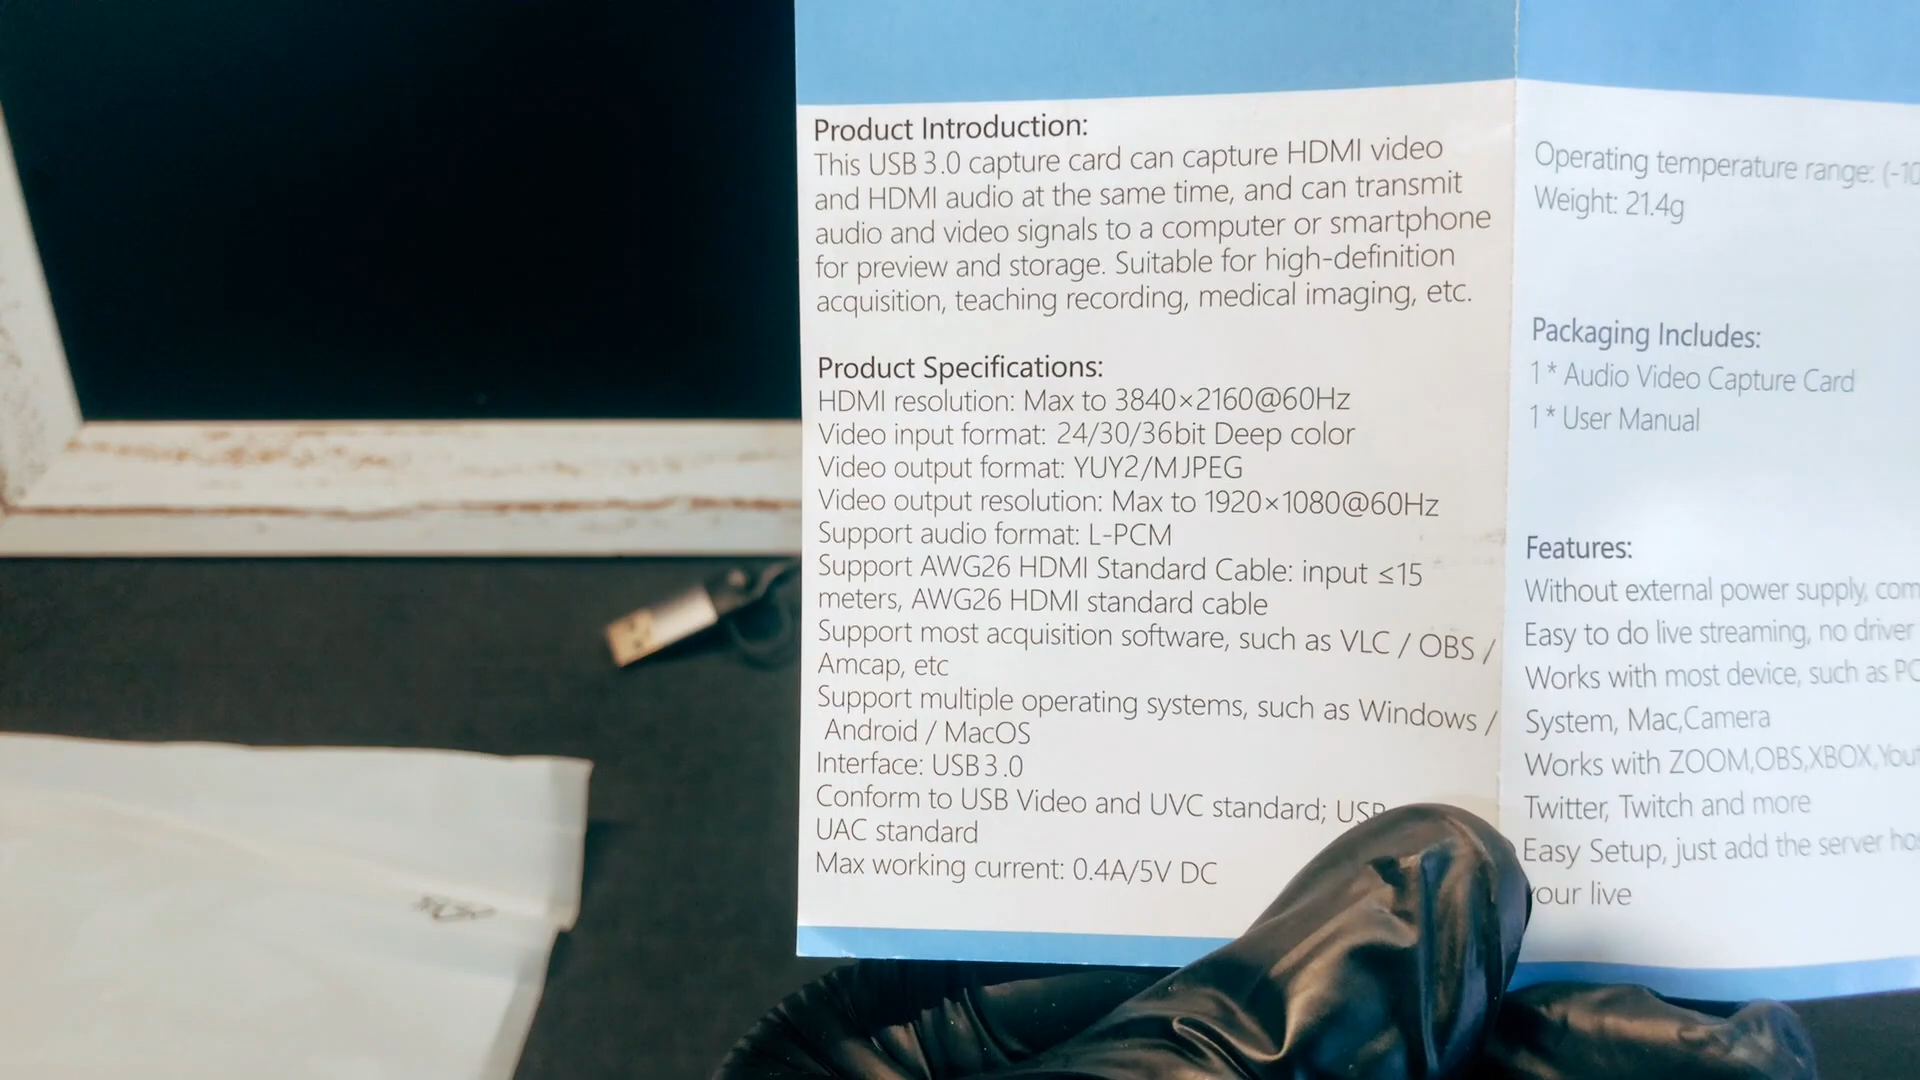 Product Introduction:
This USB 3.0 capture card can capture HDMI video
and HDMI audio at the same time, and can transmit
audio and video signals to a computer or smartphone
for preview and storage. Suitable for high-definition
acquisition, teaching recording, medical imaging, etc.
Product Specifications:
HDMI resolution: Max to 3840×2160@60Hz
Video input format: 24/30/36bit Deep color
Video output format: YUY2/MJPEG
Video output resolution: Max to 1920×1080@60Hz
Support audio format: L-PCM
Support AWG26 HDMI Standard Cable: input ≤15
meters, AWG26 HDMI standard cable
Support most acquisition software, such as VLC / OBS /
Amcap, etc
Support multiple operating systems, such as Windows /
Android / MacOS
Interface: USB3.0
Conform to USB Video and UVC standard; USB
UAC standard
Max working current: 0.4A/5V DC
Operating temperature range: (-10
Weight: 21.4g
Packaging Includes:
1 * Audio Video Capture Card
1 * User Manual
Features:
Without external power supply, com
Easy to do live streaming, no driver
Works with most device, such as PC
System, Mac,Camera
Works with ZOOM,OBS,XBOX,Yout
Twitter, Twitch and more
Easy Setup, just add the server ho
your live